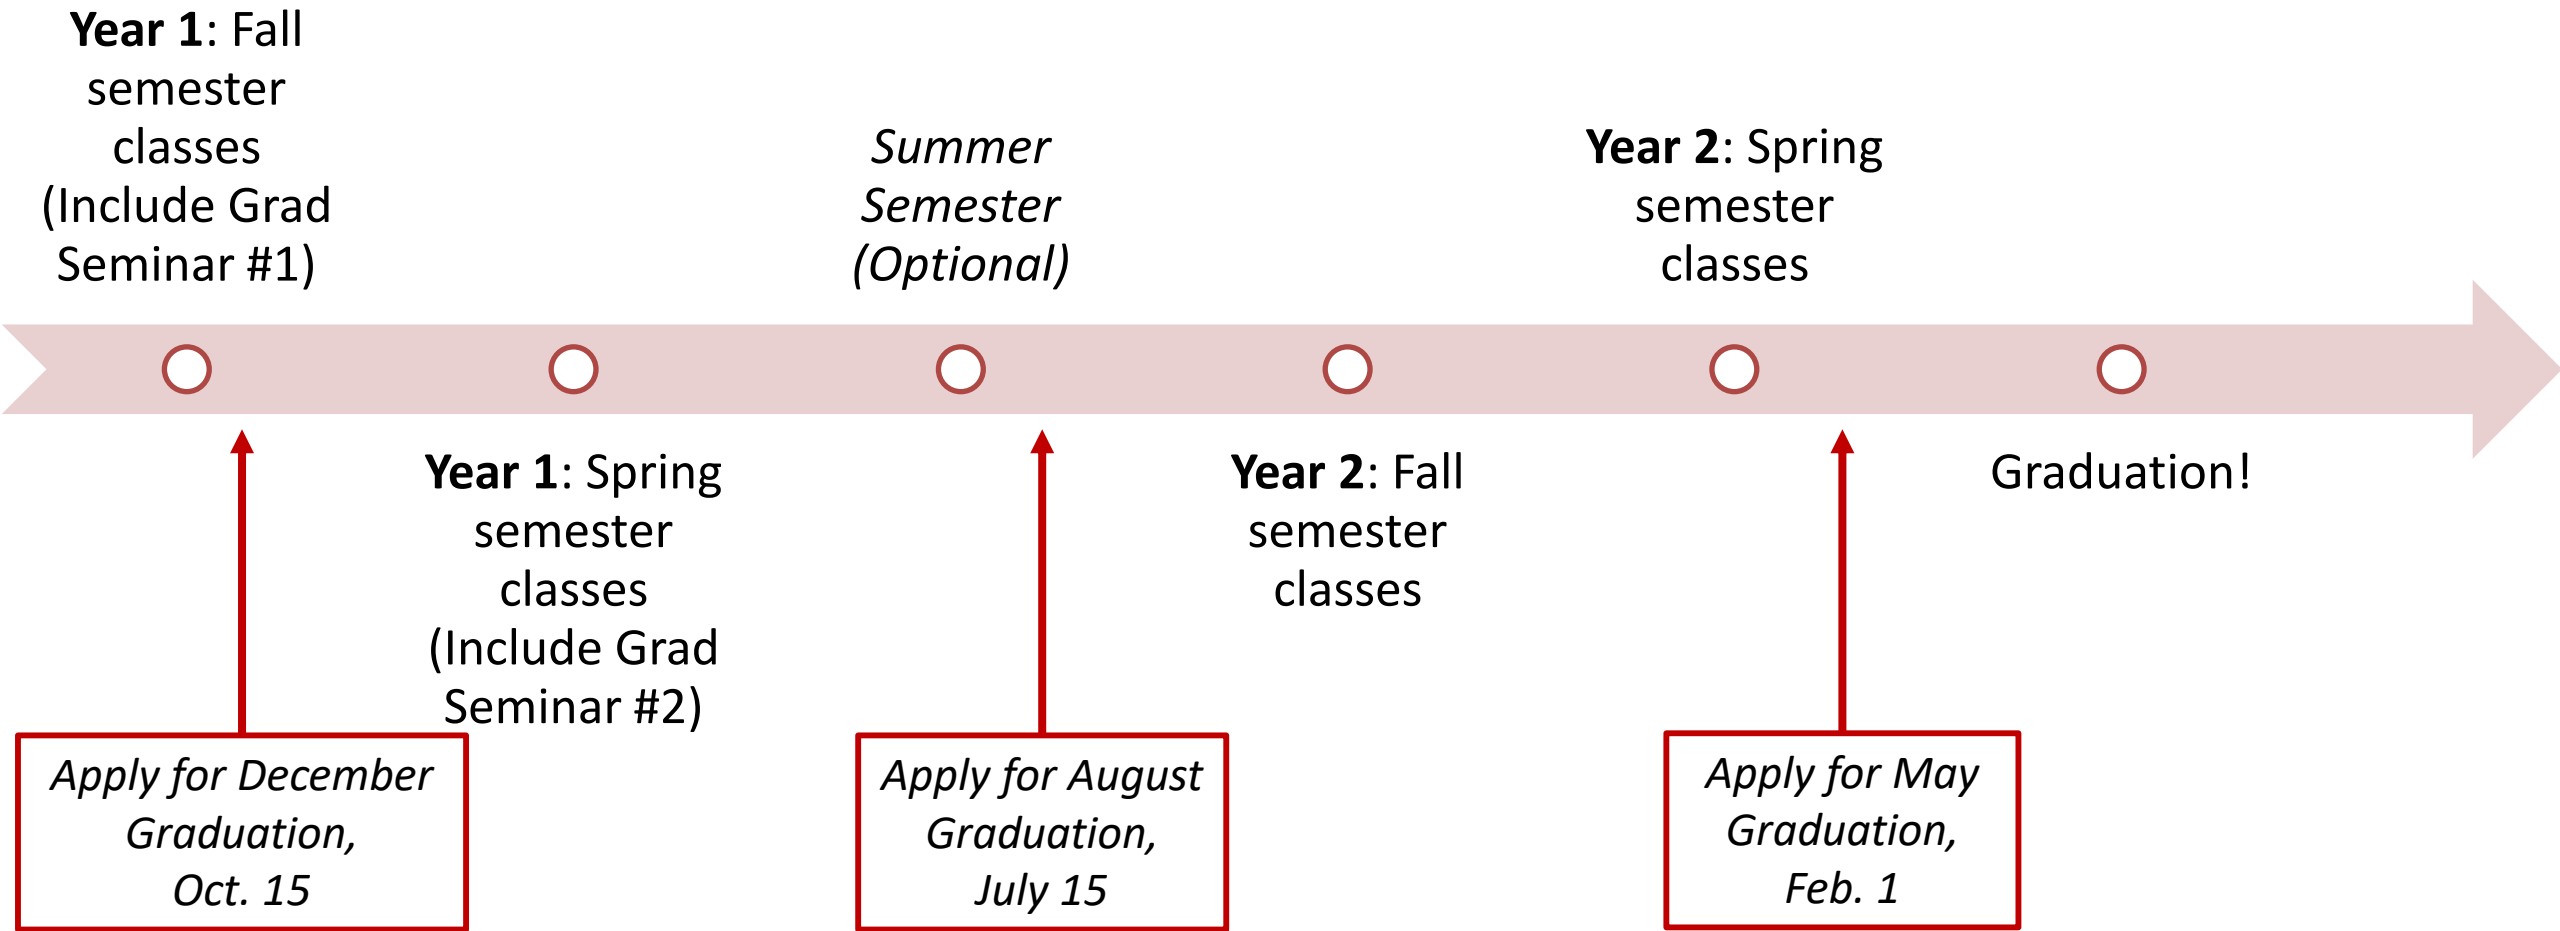 Year 1: Fall
semester
classes
(Include Grad
Seminar #1)
Summer
Semester
(Optional)
Year 2: Spring
semester
classes
Year 1: Spring
semester
classes
(Include Grad
Seminar #2)
Year 2: Fall
semester
classes
Graduation!
Apply for December
Graduation,
Oct. 15
Apply for August
Graduation,
July 15
Apply for May
Graduation,
Feb. 1